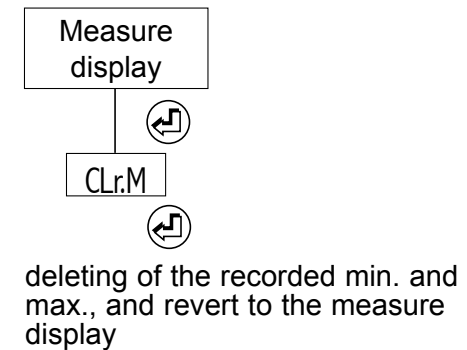 Measure
display
CLr.M
deleting of the recorded min. and
max., and revert to the measure
display